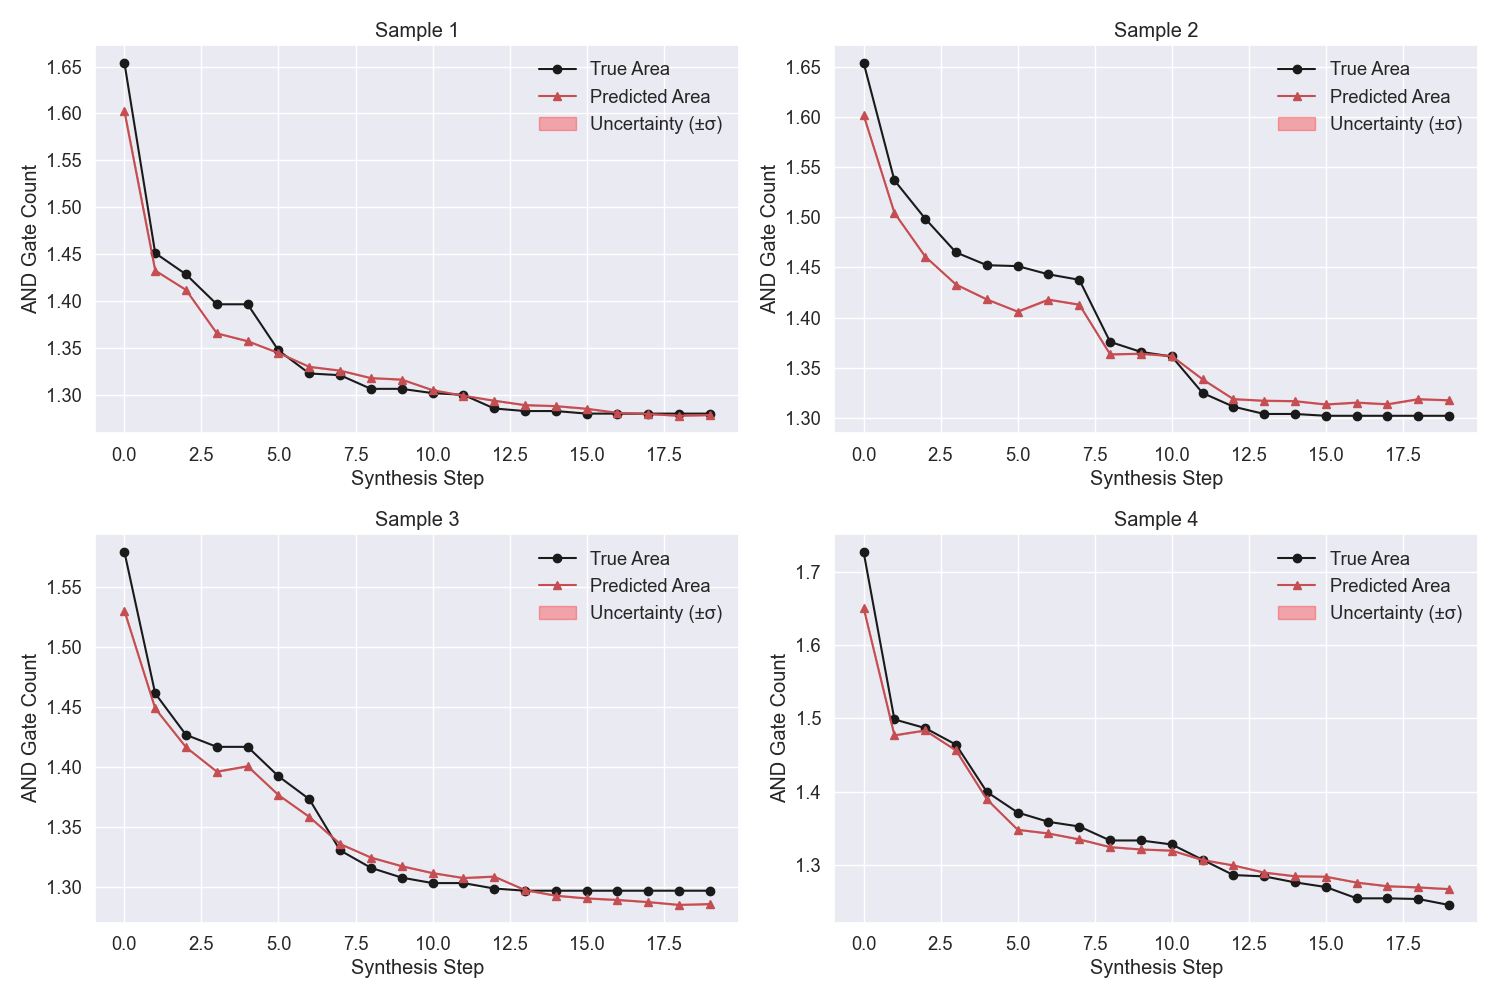 Sample 1
True Area
Predicted Area
Uncertainty (±σ)
1.65
1.60
1.55
1.50
1.45
1.40
1.35
1.30
AND Gate Count
0.0 2.5 5.0 7.5 10.0 12.5 15.0 17.5
Synthesis Step
Sample 2
True Area
Predicted Area
Uncertainty (±σ)
1.65
1.60
1.55
1.50
1.45
1.40
1.35
1.30
AND Gate Count
0.0 2.5 5.0 7.5 10.0 12.5 15.0 17.5
Synthesis Step
Sample 3
True Area
Predicted Area
Uncertainty (±σ)
1.55
1.50
1.45
1.40
1.35
1.30
AND Gate Count
0.0 2.5 5.0 7.5 10.0 12.5 15.0 17.5
Synthesis Step
Sample 4
True Area
Predicted Area
Uncertainty (±σ)
1.7
1.6
1.5
1.4
1.3
AND Gate Count
0.0 2.5 5.0 7.5 10.0 12.5 15.0 17.5
Synthesis Step